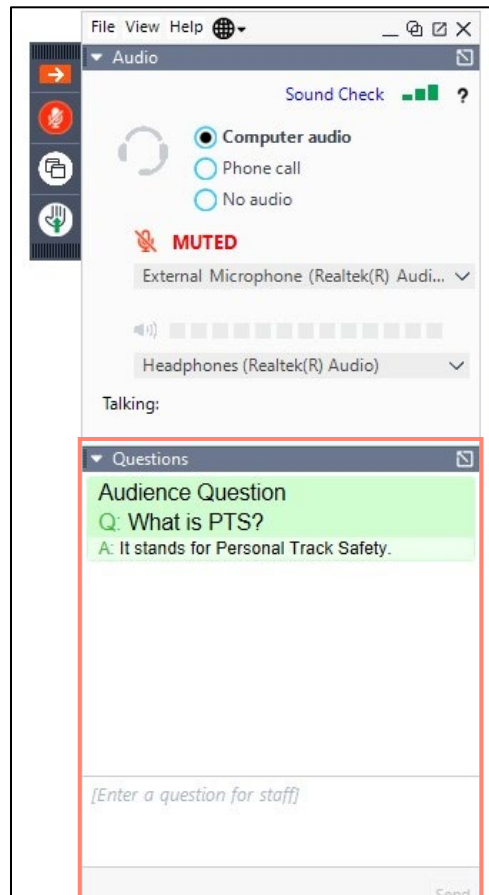 File View Help
Audio
Sound Check ?
Computer audio
Phone call
No audio
MUTED
External Microphone (Realtek(R) Audi...
Headphones (Realtek(R) Audio)
Talking:
Questions
Audience Question
Q: What is PTS?
A: It stands for Personal Track Safety.
[Enter a question for staff]
Send